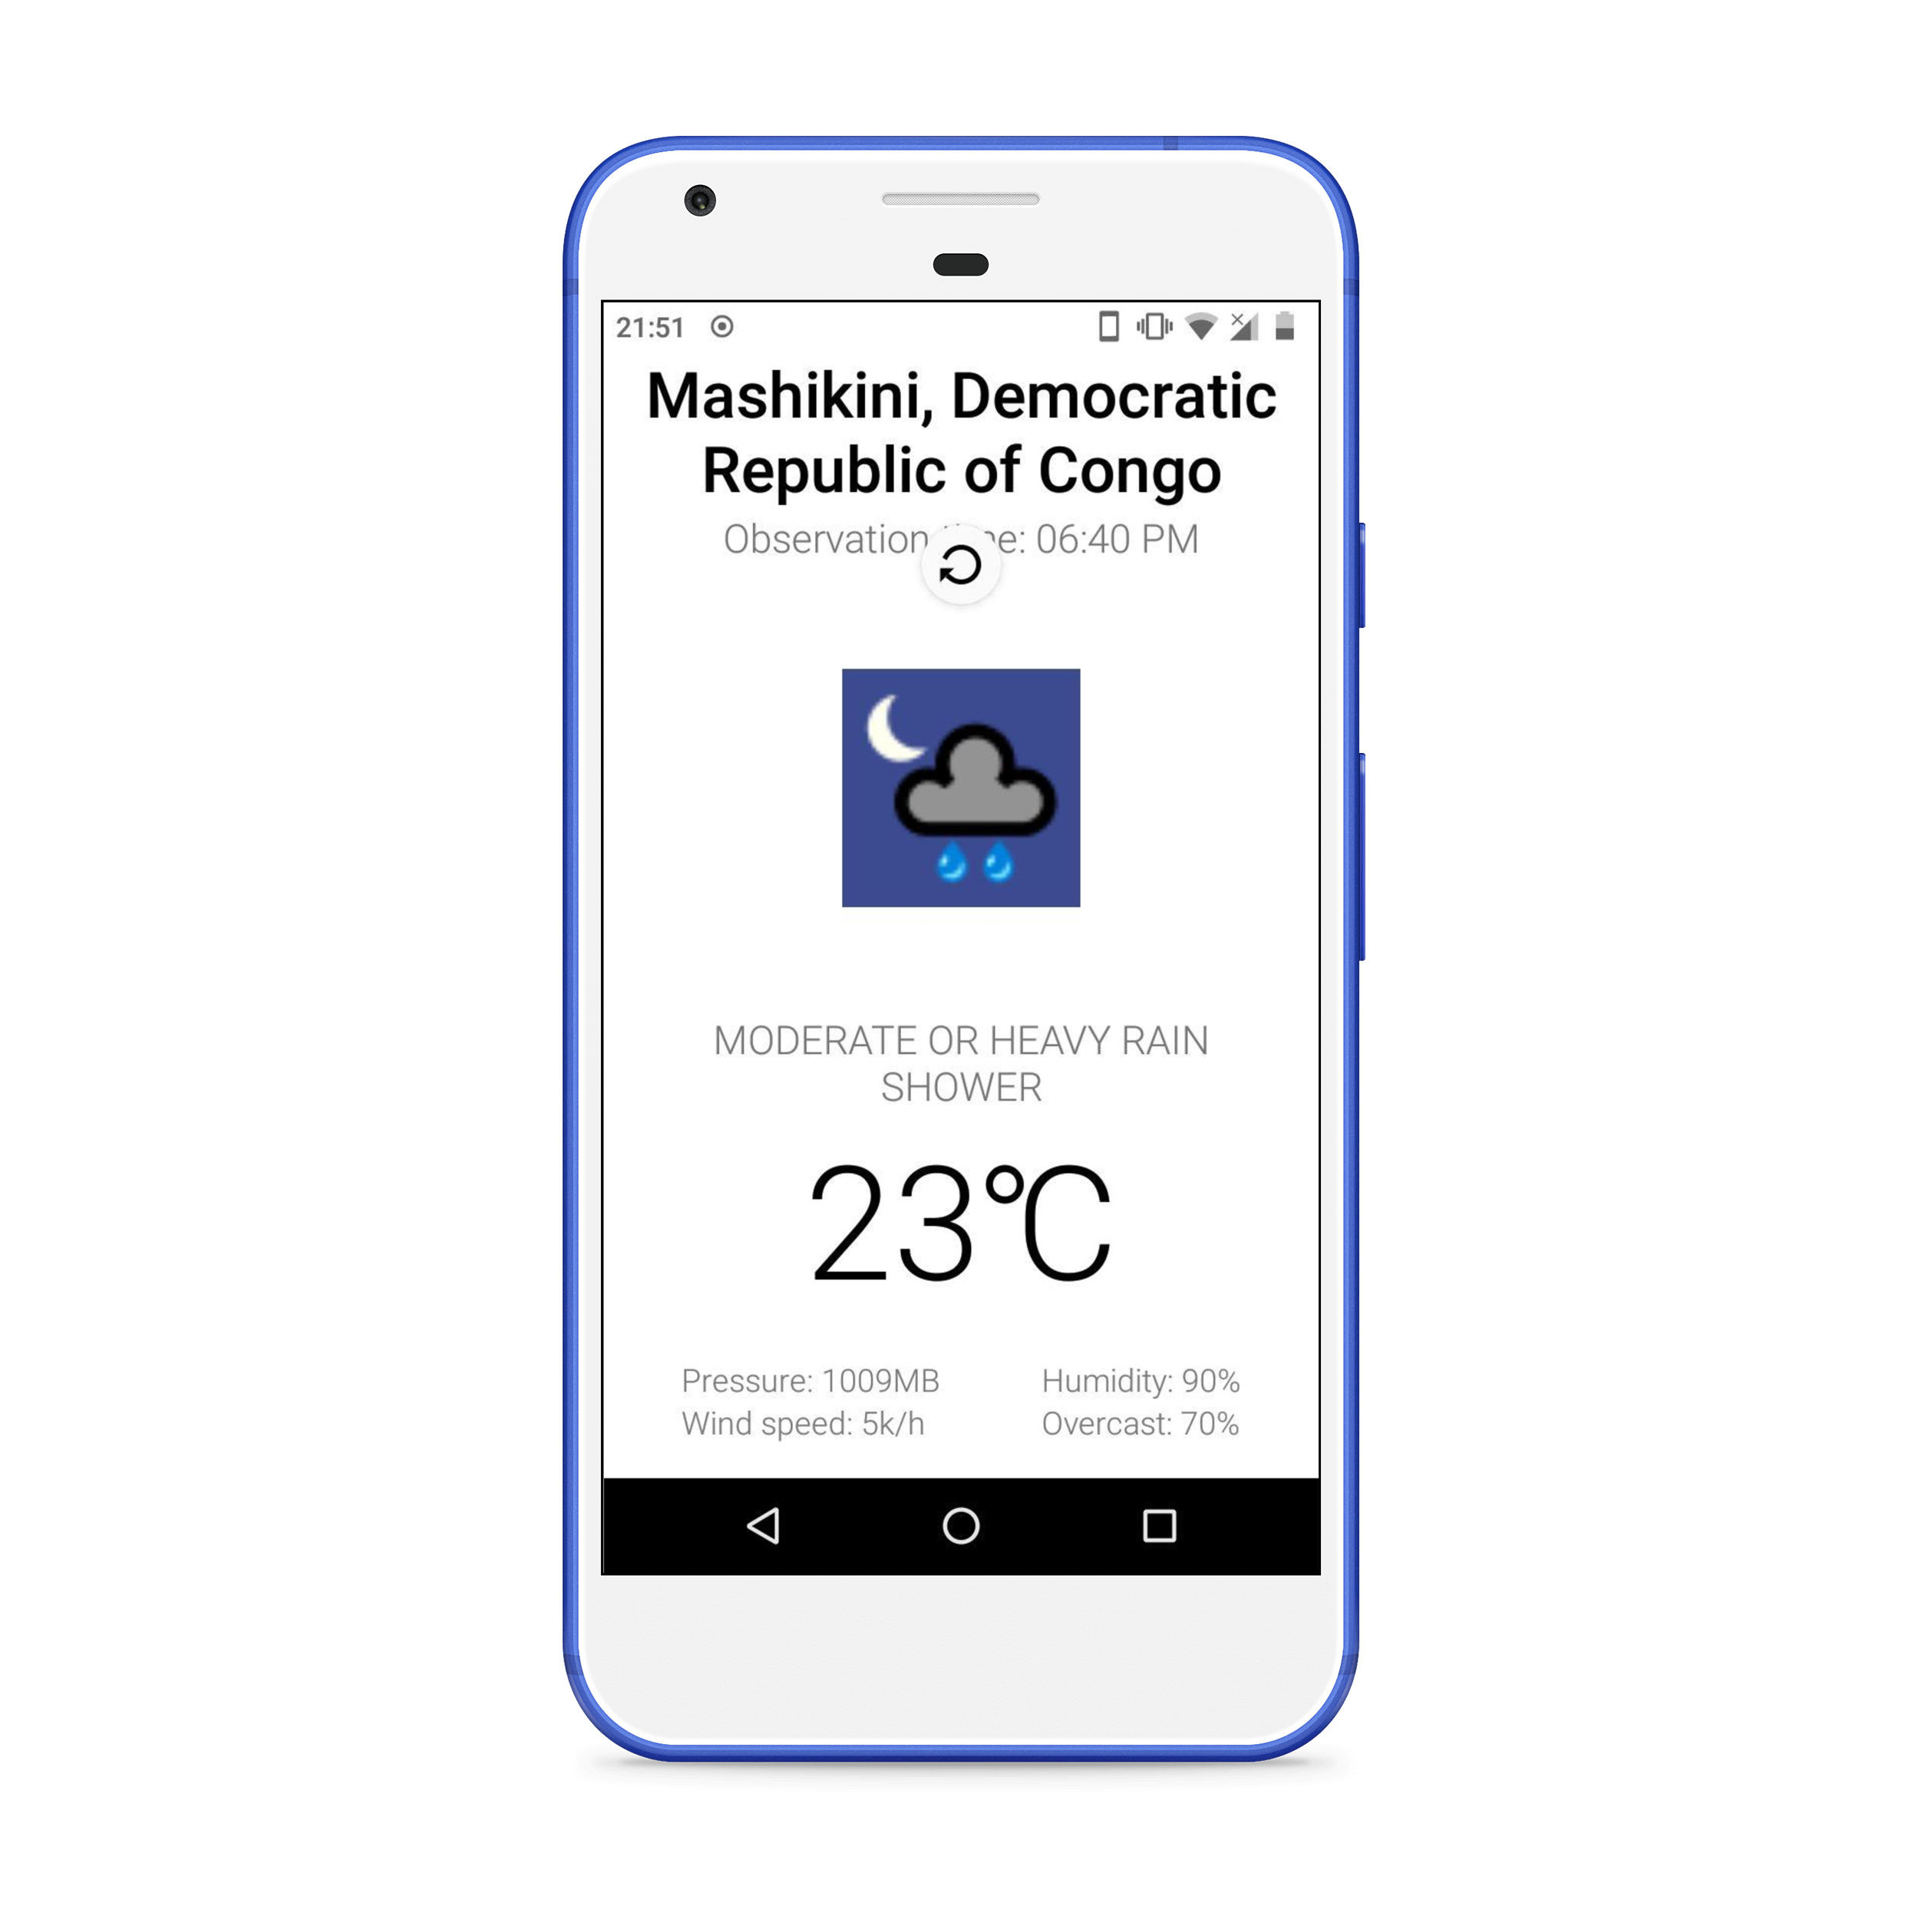 21:51
Mashikini, Democratic
Republic of Congo
Observation 06:40 PM
MODERATE OR HEAVY RAIN
SHOWER
23℃
Pressure: 1009MB
Humidity: 90%
Wind speed: 5k/h
Overcast: 70%